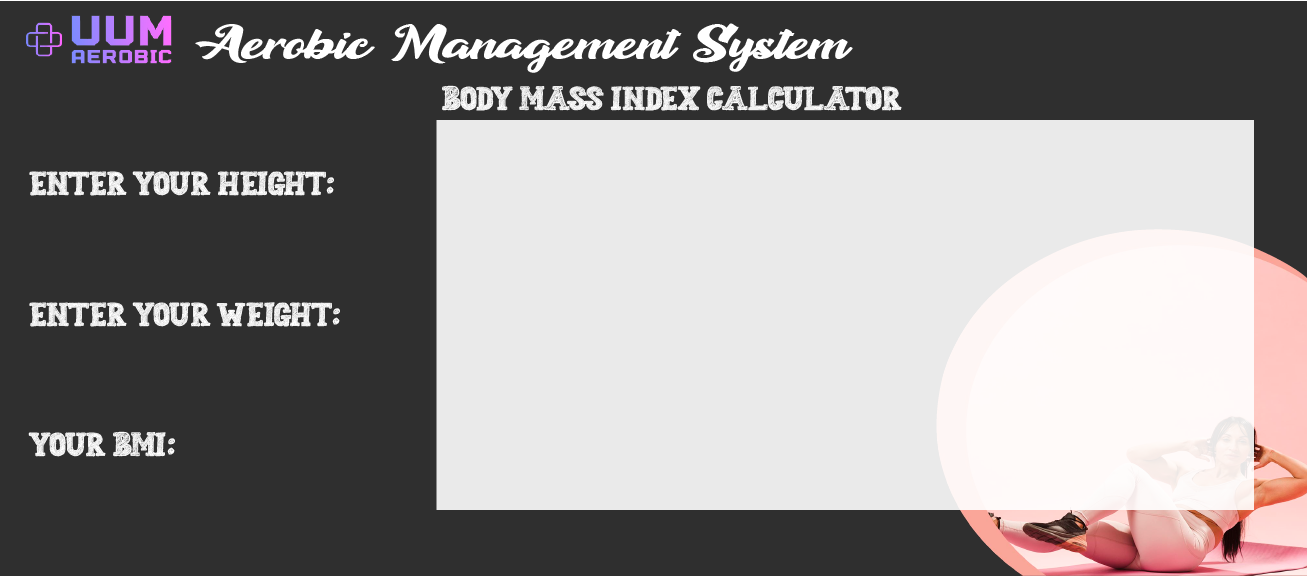 UUM
AEROBIC
Aerobic Management System
BODY MASS INDEX CALCULATOR
ENTER YOUR HEIGHT:
ENTER YOUR WEIGHT:
YOUR BMI: